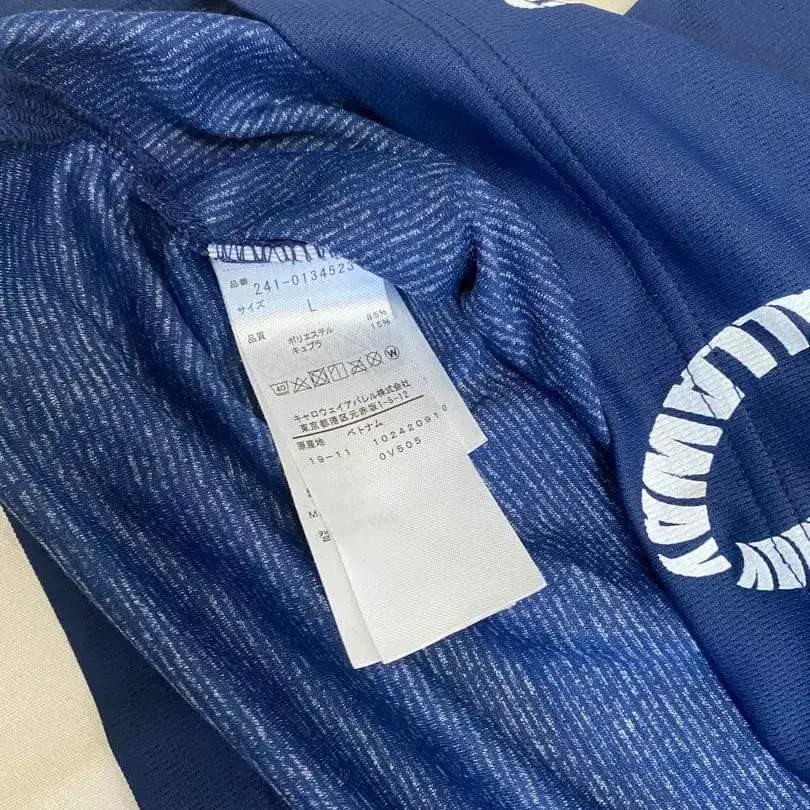 品番 241-0134523
サイズ L
品質 ポリエステル 85%
キュプラ 15%
40 W
キャロウェイアパレル株式会社
東京都港区元赤坂1-5-12
原産地 ベトナム
19-11 102420910
0V505
M